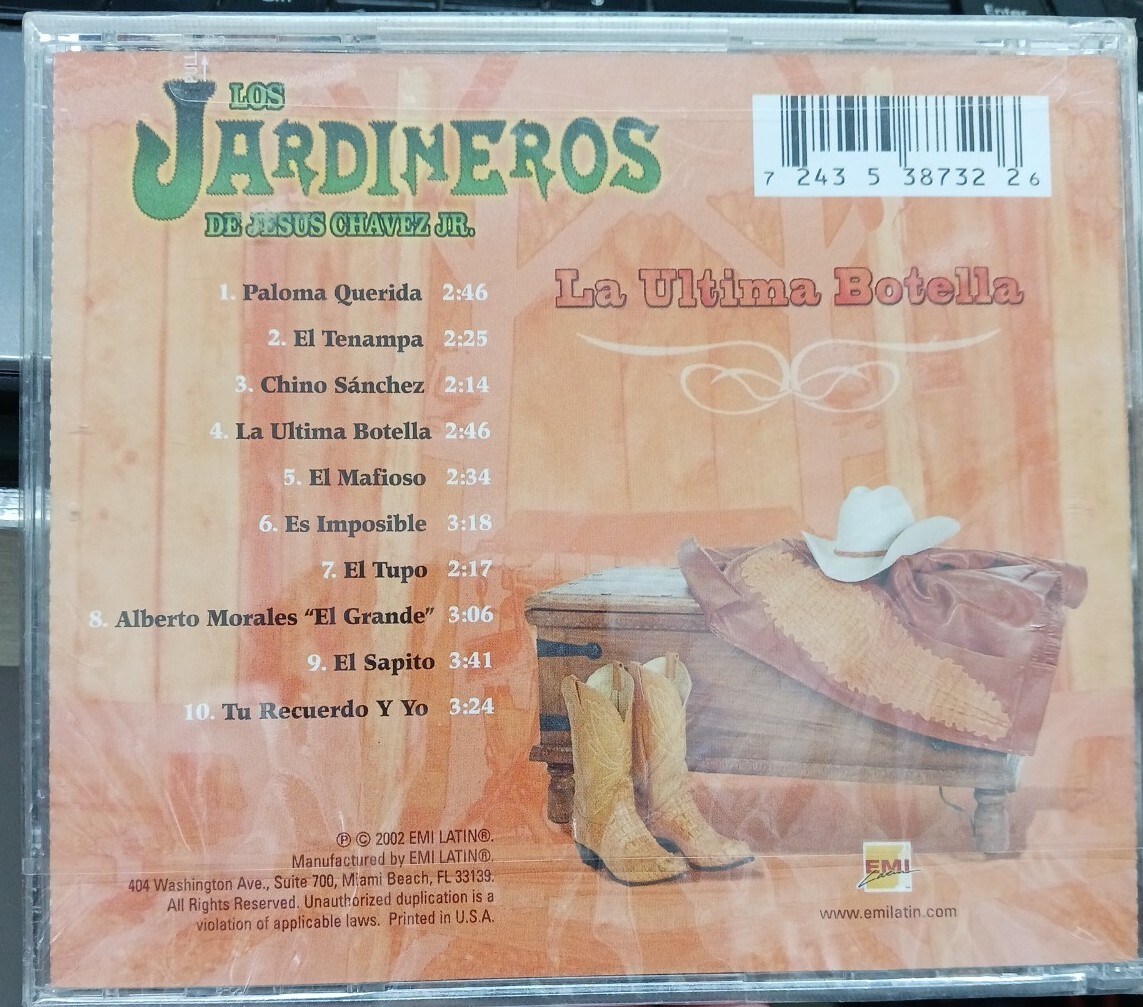 Enter
PULL
LOS
JARDINEROS
DE JESUS CHAVEZ JR.
7 243 5 38732 2 6
La Ultima Botella
1. Paloma Querida 2:46
2. El Tenampa 2:25
3. Chino Sánchez 2:14
4. La Ultima Botella 2:46
5. El Mafioso 2:34
6. Es Imposible 3:18
7. El Tupo 2:17
8. Alberto Morales "El Grande" 3:06
9. El Sapito 3:41
10. Tu Recuerdo Y Yo 3:24
℗ © 2002 EMI LATIN®.
Manufactured by EMI LATIN®.
404 Washington Ave., Suite 700, Miami Beach, FL 33139.
All Rights Reserved. Unauthorized duplication is a
violation of applicable laws. Printed in U.S.A.
EMI
Latin
www.emilatin.com